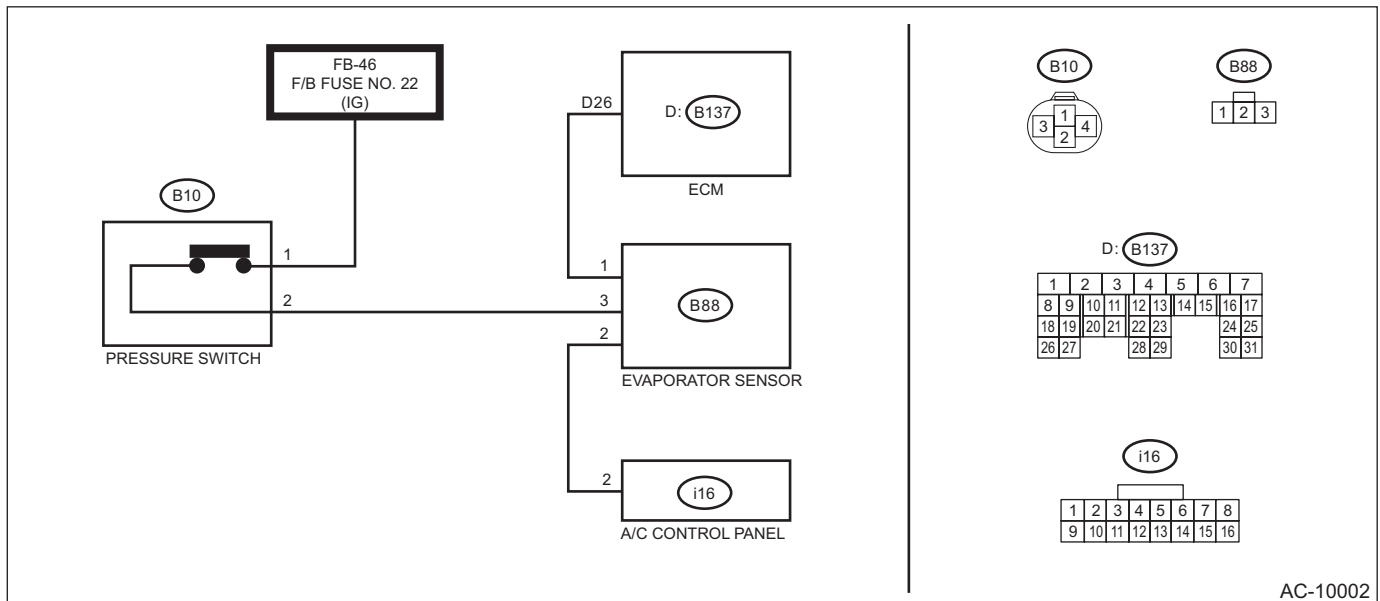 FB-46
F/B FUSE NO. 22
(IG)
D26
D: B137
ECM
B10
1
2
PRESSURE SWITCH
1
3
2
B88
EVAPORATOR SENSOR
2
i16
A/C CONTROL PANEL
B10
1
3 4
2
B88
1 2 3
D: B137
1 2 3 4 5 6 7
8 9 10 11 12 13 14 15 16 17
18 19 20 21 22 23 24 25
26 27 28 29 30 31
i16
1 2 3 4 5 6 7 8
9 10 11 12 13 14 15 16
AC-10002